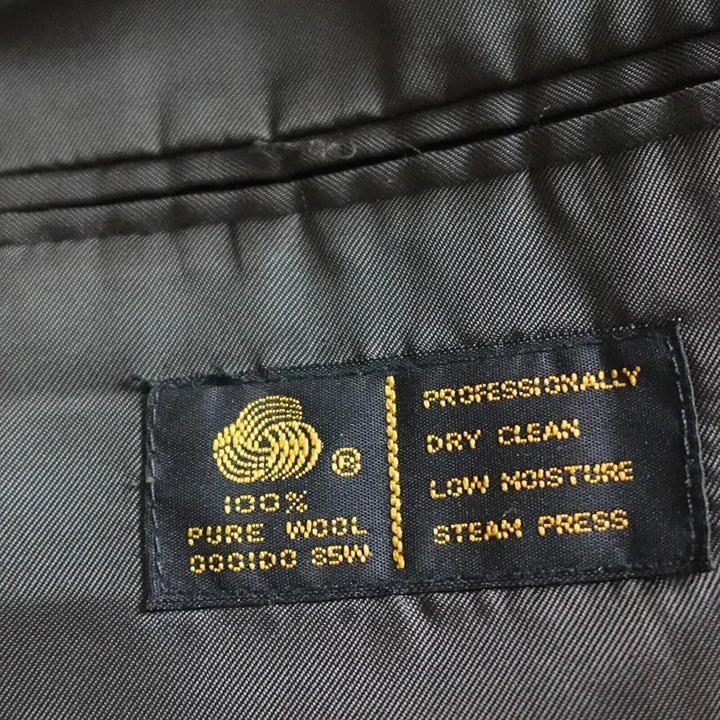 ®
100%
PURE WOOL
PROFESSIONALLY
DRY CLEAN
LOW MOISTURE
STEAM PRESS